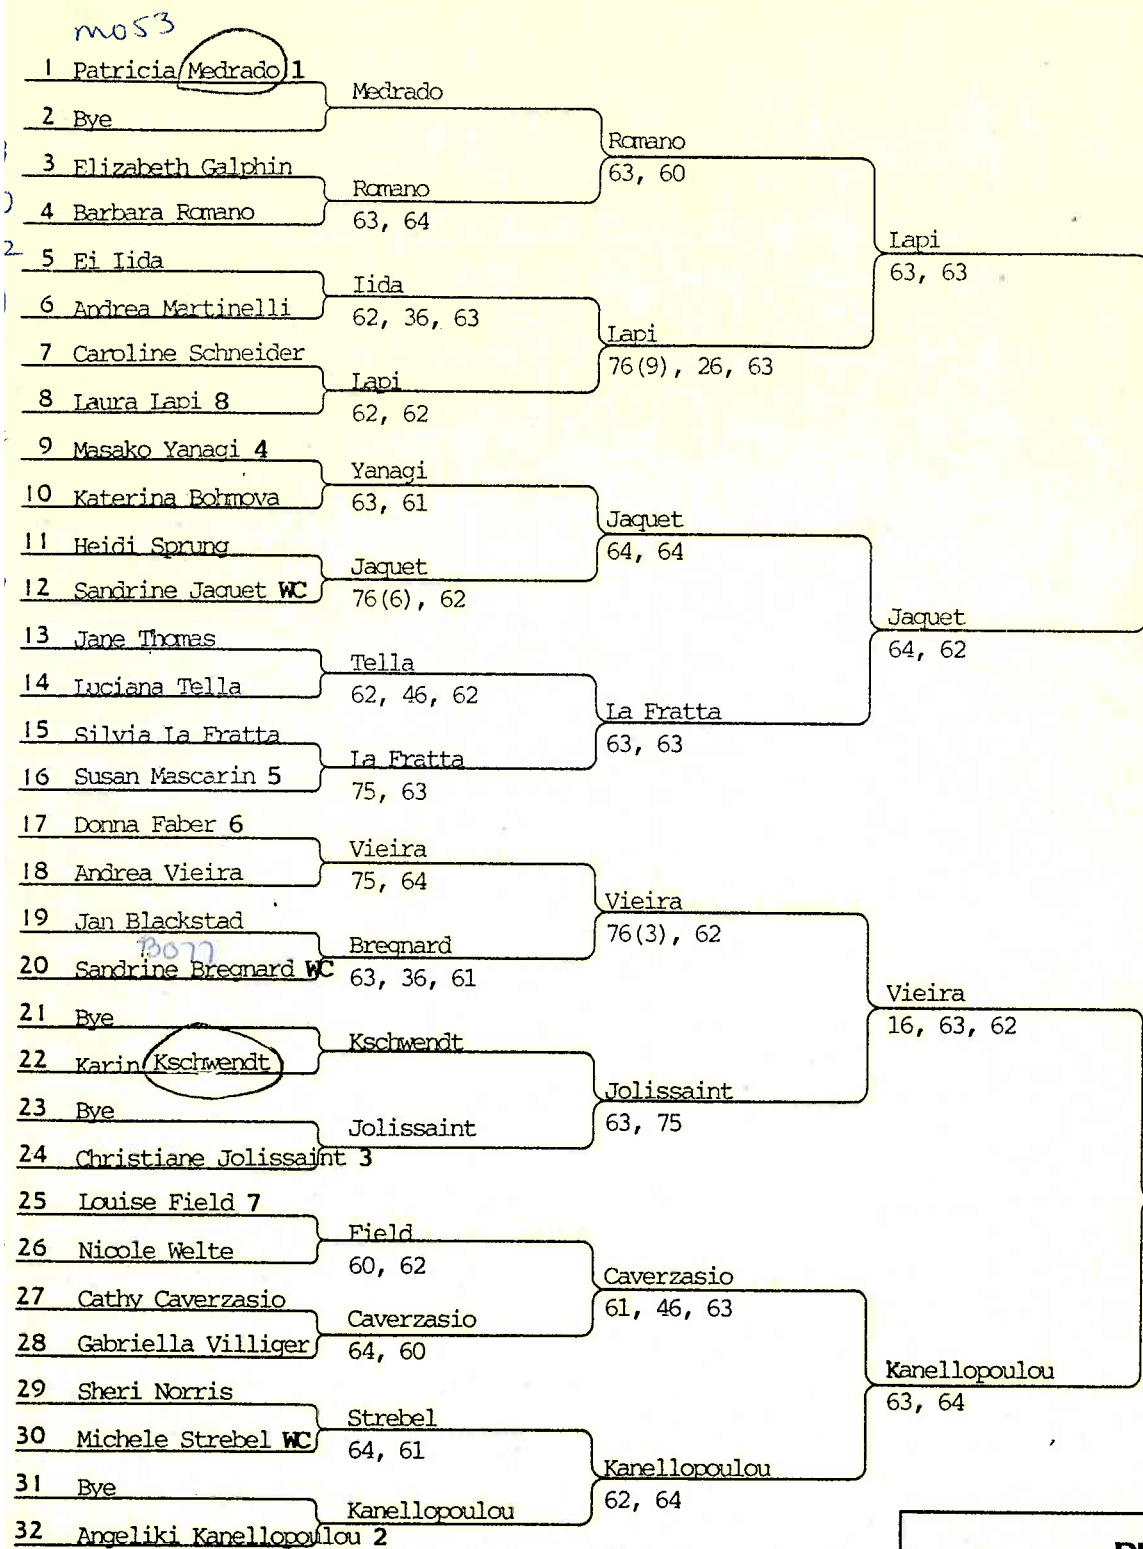 mo53
1 Patricia Medrado 1
2 Bye
3 Elizabeth Galphin
4 Barbara Romano
5 Ei Iida
6 Andrea Martinelli
7 Caroline Schneider
8 Laura Lapi 8
9 Masako Yanagi 4
10 Katerina Bohmova
11 Heidi Sprung
12 Sandrine Jaquet WC
13 Jane Thomas
14 Luciana Tella
15 Silvia La Fratta
16 Susan Mascarin 5
17 Donna Faber 6
18 Andrea Vieira
19 Jan Blackstad
BO77
20 Sandrine Bregnard WC
21 Bye
22 Karin Kschwendt
23 Bye
24 Christiane Jolissaint 3
25 Louise Field 7
26 Nicole Welte
27 Cathy Caverzasio
28 Gabriella Villiger
29 Sheri Norris
30 Michele Strebel WC
31 Bye
32 Angeliki Kanellopoulou 2
Medrado
Romano
63, 64
Iida
62, 36, 63
Lapi
62, 62
Yanagi
63, 61
Jaquet
76(6), 62
Tella
62, 46, 62
La Fratta
75, 63
Vieira
75, 64
Bregnard
63, 36, 61
Kschwendt
Jolissaint
Field
60, 62
Caverzasio
64, 60
Strebel
64, 61
Kanellopoulou
Romano
63, 60
Lapi
76(9), 26, 63
Jaquet
64, 64
La Fratta
63, 63
Vieira
76(3), 62
Jolissaint
63, 75
Caverzasio
61, 46, 63
Kanellopoulou
62, 64
Lapi
63, 63
Jaquet
64, 62
Vieira
16, 63, 62
Kanellopoulou
63, 64